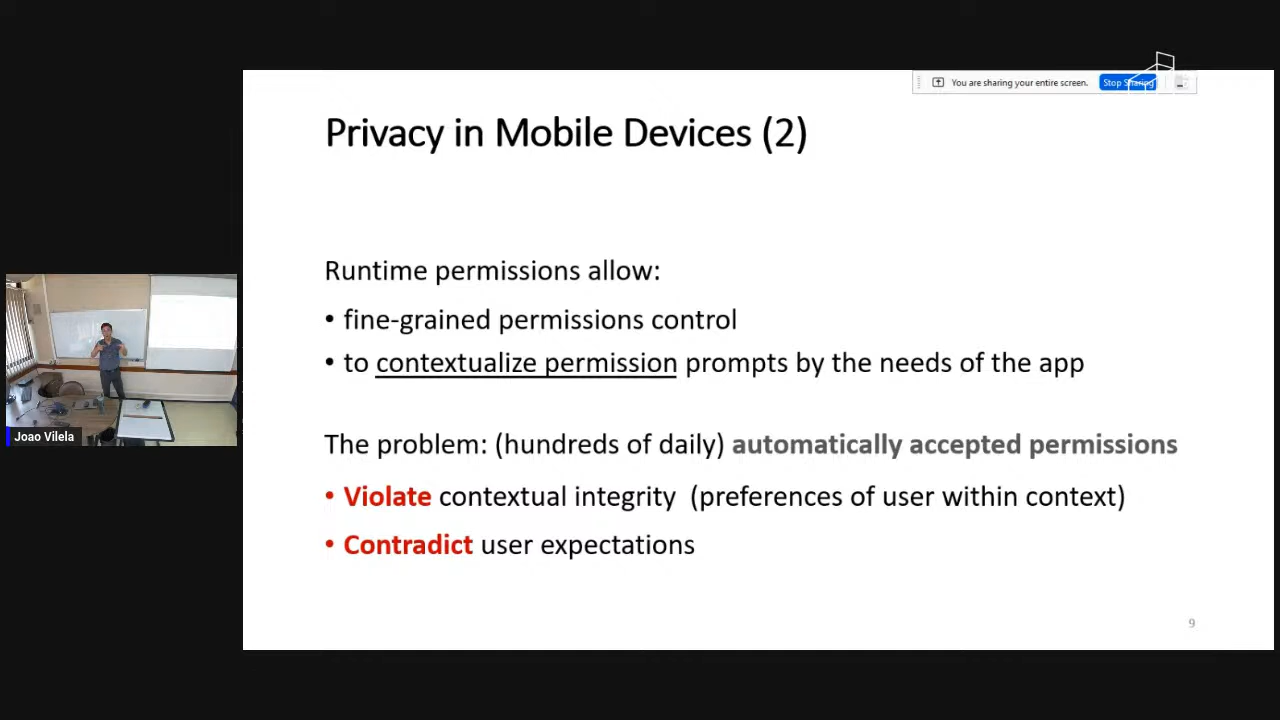 You are sharing your entire screen.
Stop Sharing
Privacy in Mobile Devices (2)
Runtime permissions allow:
• fine-grained permissions control
• to contextualize permission prompts by the needs of the app
The problem: (hundreds of daily) automatically accepted permissions
• Violate contextual integrity (preferences of user within context)
• Contradict user expectations
Joao Vilela
9